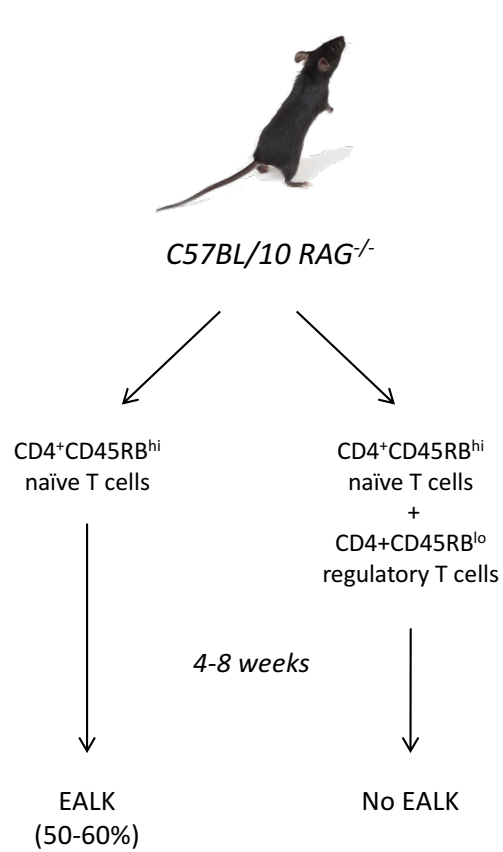 C57BL/10 RAG-/-
CD4+CD45RBhi
naïve T cells
CD4+CD45RBhi
naïve T cells
+
CD4+CD45RBlo
regulatory T cells
4-8 weeks
EALK
(50-60%)
No EALK